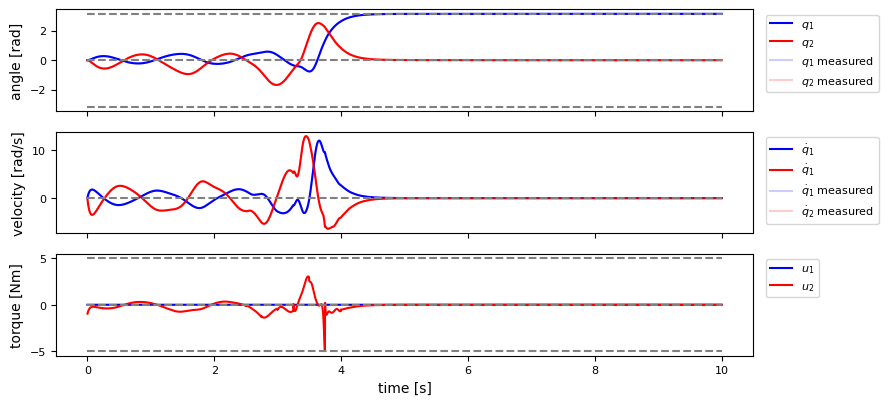 angle [rad]
2
0
−2
q₁
q₂
q₁ measured
q₂ measured
velocity [rad/s]
10
0
q̇₁
q̇₁
q̇₁ measured
q̇₂ measured
torque [Nm]
5
0
−5
u₁
u₂
0 2 4 6 8 10
time [s]